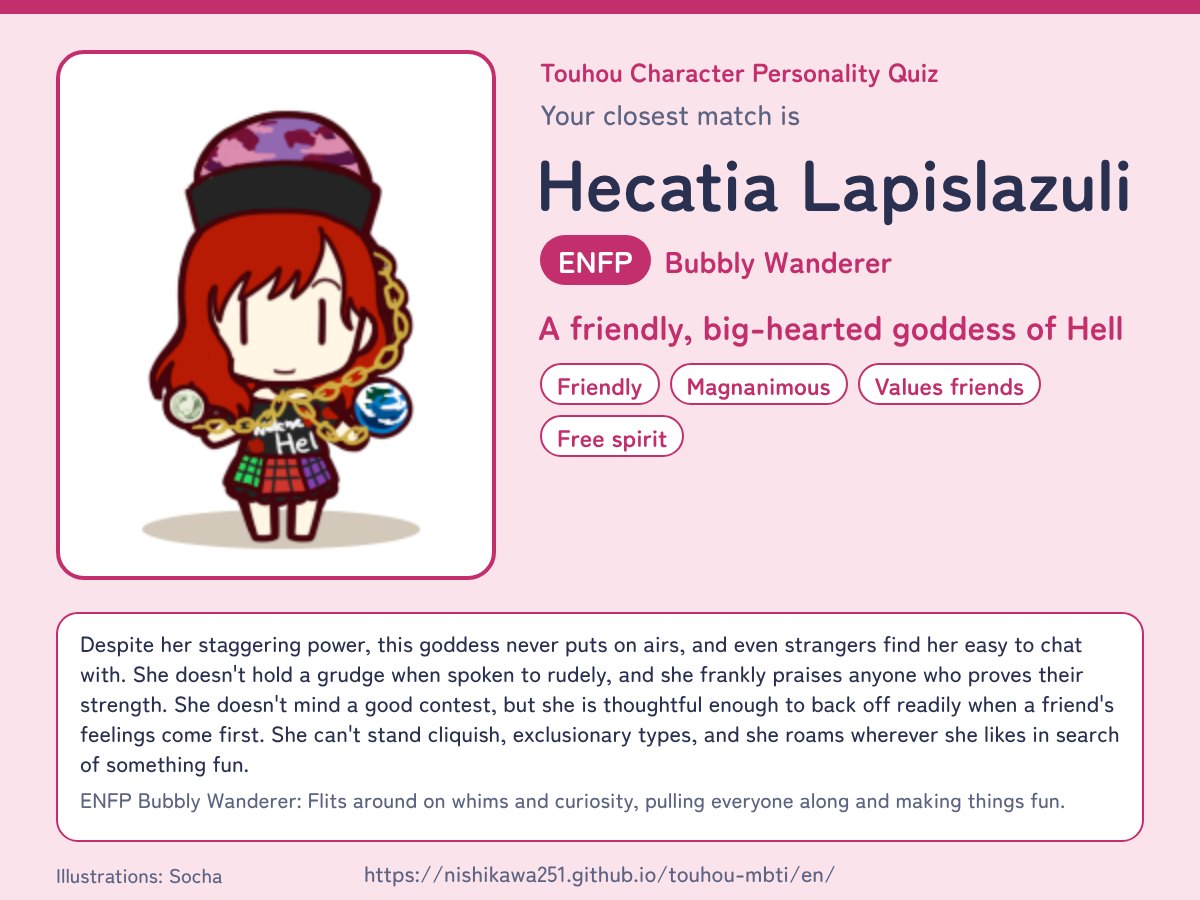 Touhou Character Personality Quiz
Your closest match is
Hecatia Lapislazuli
ENFP Bubbly Wanderer
A friendly, big-hearted goddess of Hell
Friendly Magnanimous Values friends
Free spirit
Hel
Despite her staggering power, this goddess never puts on airs, and even strangers find her easy to chat
with. She doesn't hold a grudge when spoken to rudely, and she frankly praises anyone who proves their
strength. She doesn't mind a good contest, but she is thoughtful enough to back off readily when a friend's
feelings come first. She can't stand cliquish, exclusionary types, and she roams wherever she likes in search
of something fun.
ENFP Bubbly Wanderer: Flits around on whims and curiosity, pulling everyone along and making things fun.
Illustrations: Socha https://nishikawa251.github.io/touhou-mbti/en/